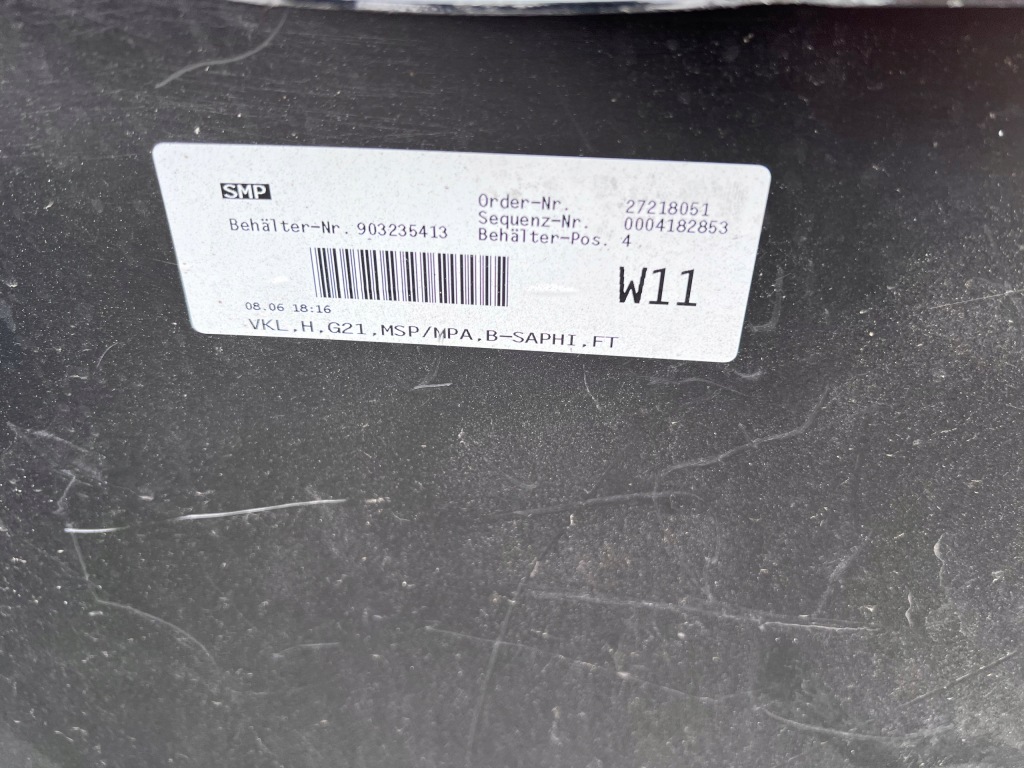 SMP
Order-Nr. 27218051
Sequenz-Nr. 0004182853
Behälter-Nr. 903235413
Behälter-Pos. 4
W11
08.06 18:16
VKL,H,G21,MSP/MPA,B-SAPHI,FT